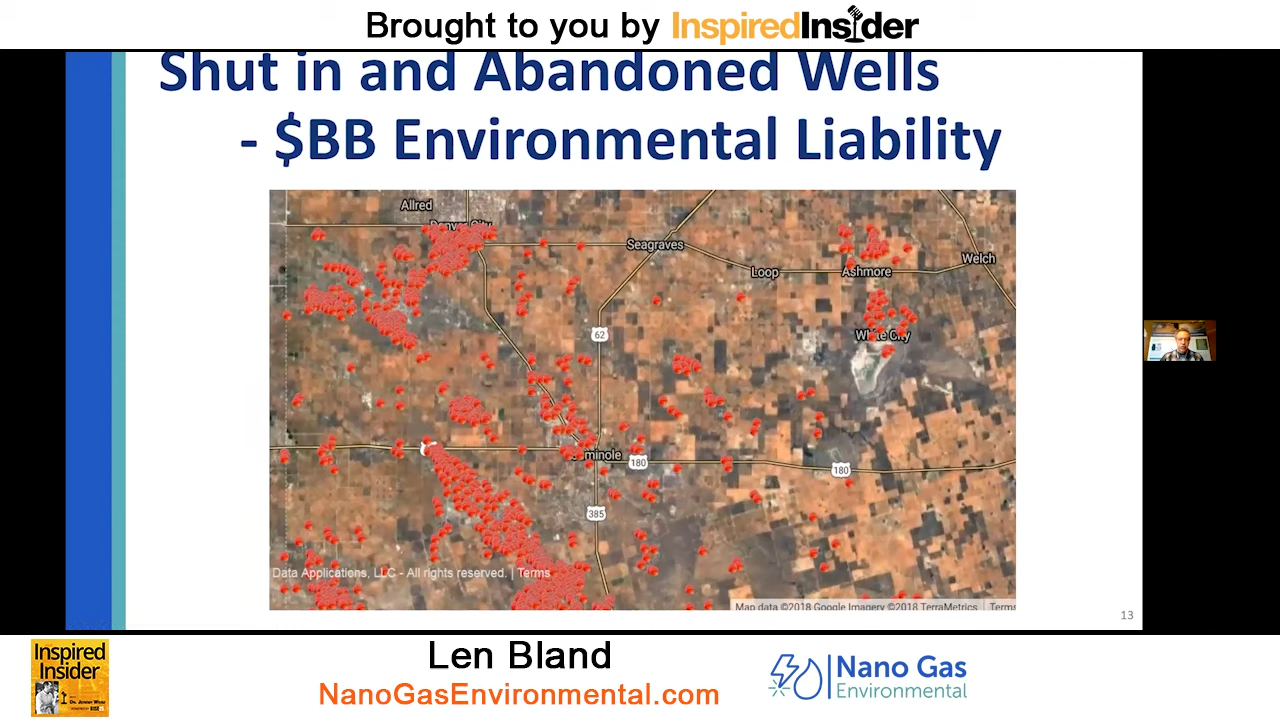 Brought to you by InspiredInsider
Shut in and Abandoned Wells
- $BB Environmental Liability
Allred
Denver City
Seagraves
Loop
Ashmore
Welch
62
White City
Seminole
180
180
385
Data Applications, LLC - All rights reserved. | Terms
Map data ©2018 Google Imagery ©2018 TerraMetrics
Terms
13
Inspired
Insider
Len Bland
NanoGasEnvironmental.com
Nano Gas
Environmental